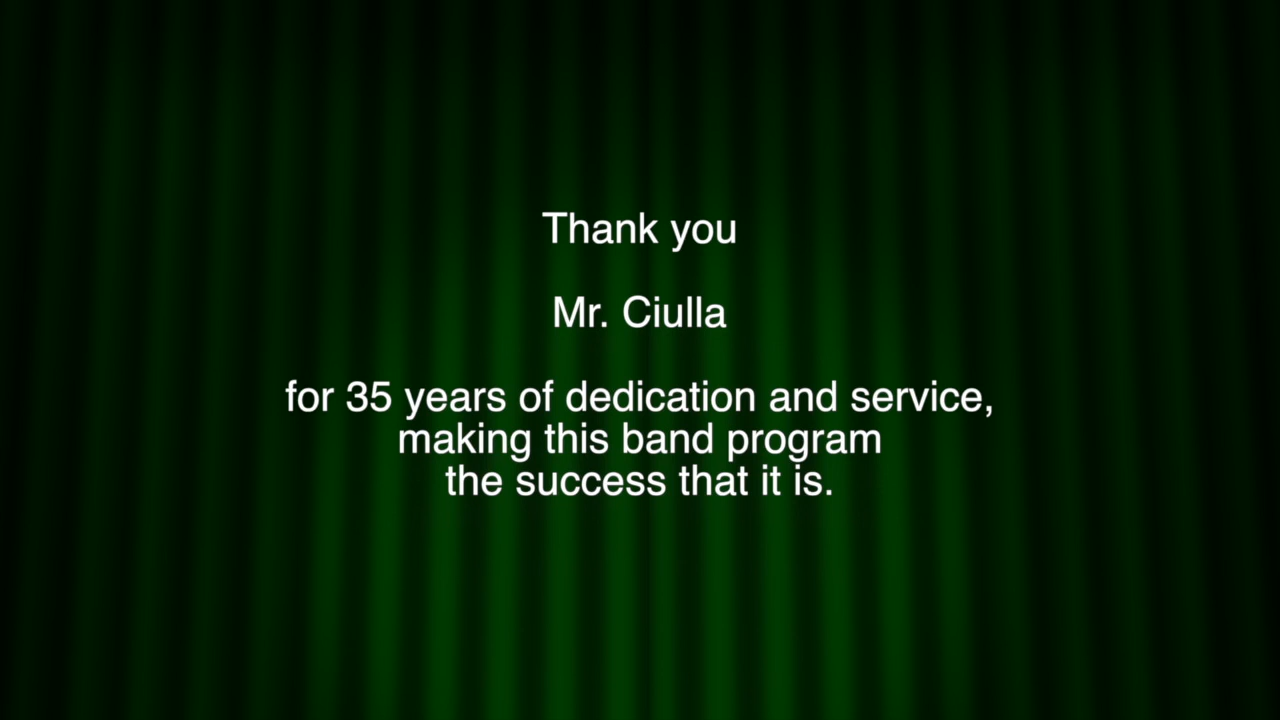 Thank you
Mr. Ciulla
for 35 years of dedication and service,
making this band program
the success that it is.